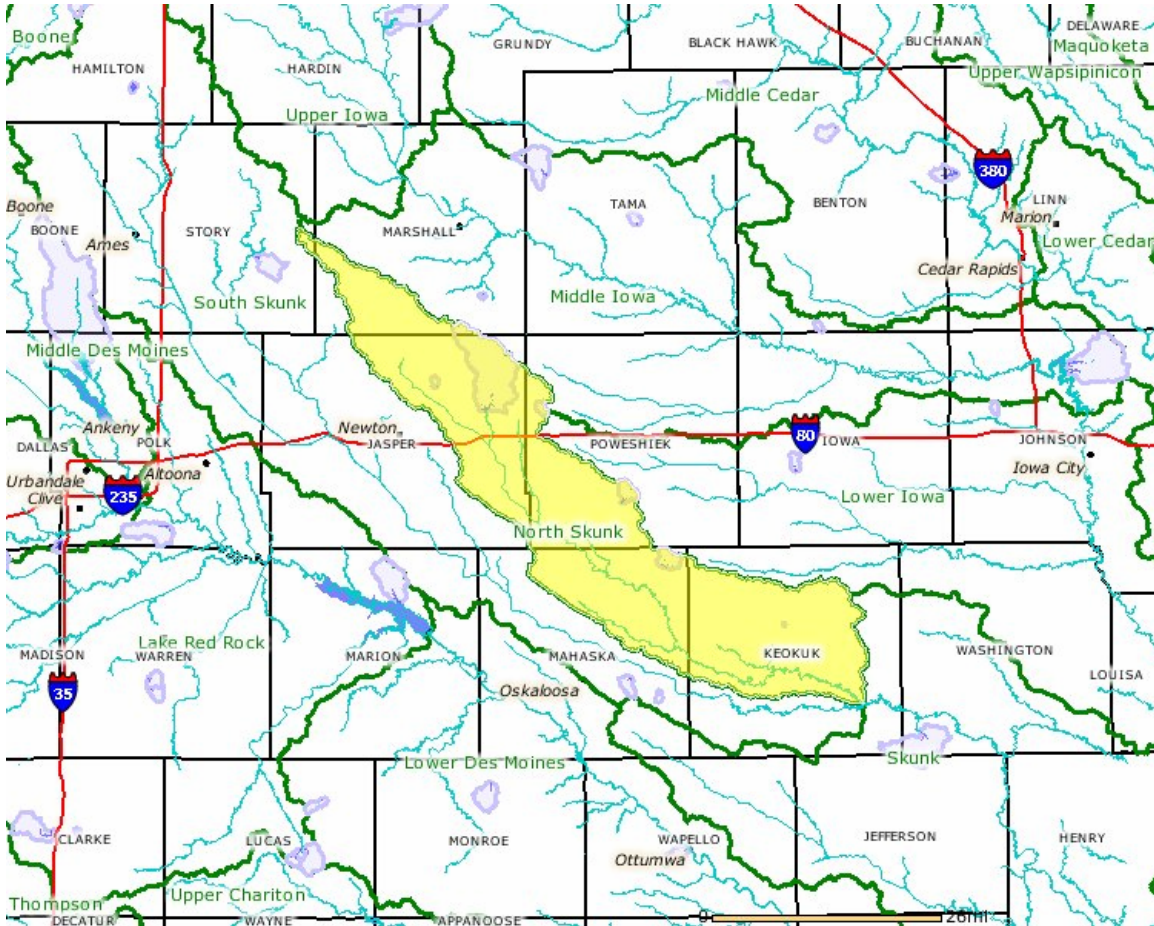 DELAWARE
Boone
GRUNDY
BLACK HAWK
BUCHANAN
Maquoketa
HAMILTON
HARDIN
Upper Wapsipinicon
Middle Cedar
Upper Iowa
380
Boone
BOONE
Ames
STORY
MARSHALL
TAMA
BENTON
LINN
Marion
Lower Cedar
Cedar Rapids
South Skunk
Middle Iowa
Middle Des Moines
Ankeny
Newton
DALLAS
POLK
JASPER
POWESHIEK
80
IOWA
JOHNSON
Urbandale
Altoona
Iowa City
Clive
235
Lower Iowa
North Skunk
Lake Red Rock
MADISON
WARREN
MARION
MAHASKA
KEOKUK
WASHINGTON
LOUISA
35
Oskaloosa
Lower Des Moines
Skunk
CLARKE
LUCAS
MONROE
WAPELLO
JEFFERSON
HENRY
Ottumwa
Upper Chariton
Thompson
DECATUR
WAYNE
APPANOOSE
0
28mi